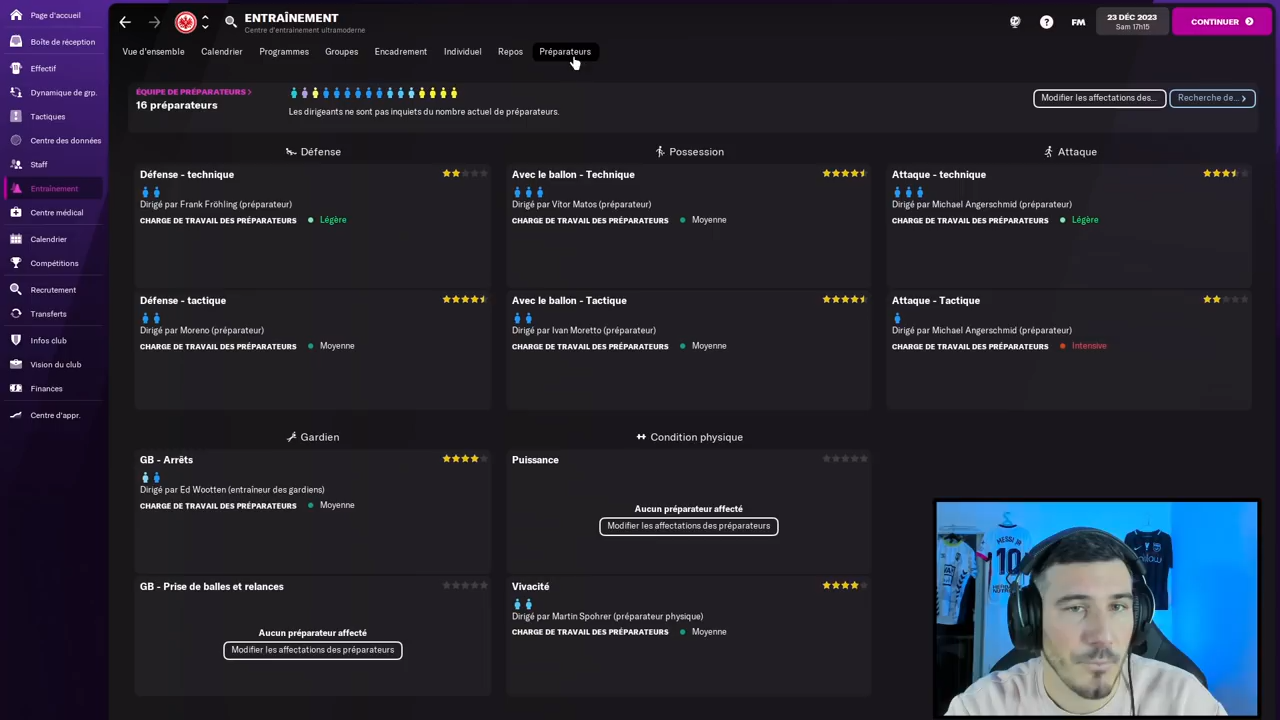 Page d'accueil
Boîte de réception
Effectif
Dynamique de grp.
Tactiques
Centre des données
Staff
Entraînement
Centre médical
Calendrier
Compétitions
Recrutement
Transferts
Infos club
Vision du club
Finances
Centre d'appr.
ENTRAÎNEMENT
Centre d'entrainement ultramoderne
FM
23 DÉC 2023
Sam 17h15
CONTINUER
Vue d'ensemble Calendrier Programmes Groupes Encadrement Individuel Repos Préparateurs
ÉQUIPE DE PRÉPARATEURS >
16 préparateurs
Les dirigeants ne sont pas inquiets du nombre actuel de préparateurs.
Modifier les affectations des...
Recherche de... >
Défense
Défense - technique
Dirigé par Frank Fröhling (préparateur)
CHARGE DE TRAVAIL DES PRÉPARATEURS Légère
Défense - tactique
Dirigé par Moreno (préparateur)
CHARGE DE TRAVAIL DES PRÉPARATEURS Moyenne
Possession
Avec le ballon - Technique
Dirigé par Vítor Matos (préparateur)
CHARGE DE TRAVAIL DES PRÉPARATEURS Moyenne
Avec le ballon - Tactique
Dirigé par Ivan Moretto (préparateur)
CHARGE DE TRAVAIL DES PRÉPARATEURS Moyenne
Attaque
Attaque - technique
Dirigé par Michael Angerschmid (préparateur)
CHARGE DE TRAVAIL DES PRÉPARATEURS Légère
Attaque - Tactique
Dirigé par Michael Angerschmid (préparateur)
CHARGE DE TRAVAIL DES PRÉPARATEURS Intensive
Gardien
GB - Arrêts
Dirigé par Ed Wootten (entraîneur des gardiens)
CHARGE DE TRAVAIL DES PRÉPARATEURS Moyenne
GB - Prise de balles et relances
Aucun préparateur affecté
Modifier les affectations des préparateurs
Condition physique
Puissance
Aucun préparateur affecté
Modifier les affectations des préparateurs
Vivacité
Dirigé par Martin Spohrer (préparateur physique)
CHARGE DE TRAVAIL DES PRÉPARATEURS Moyenne
MESSI JR
10